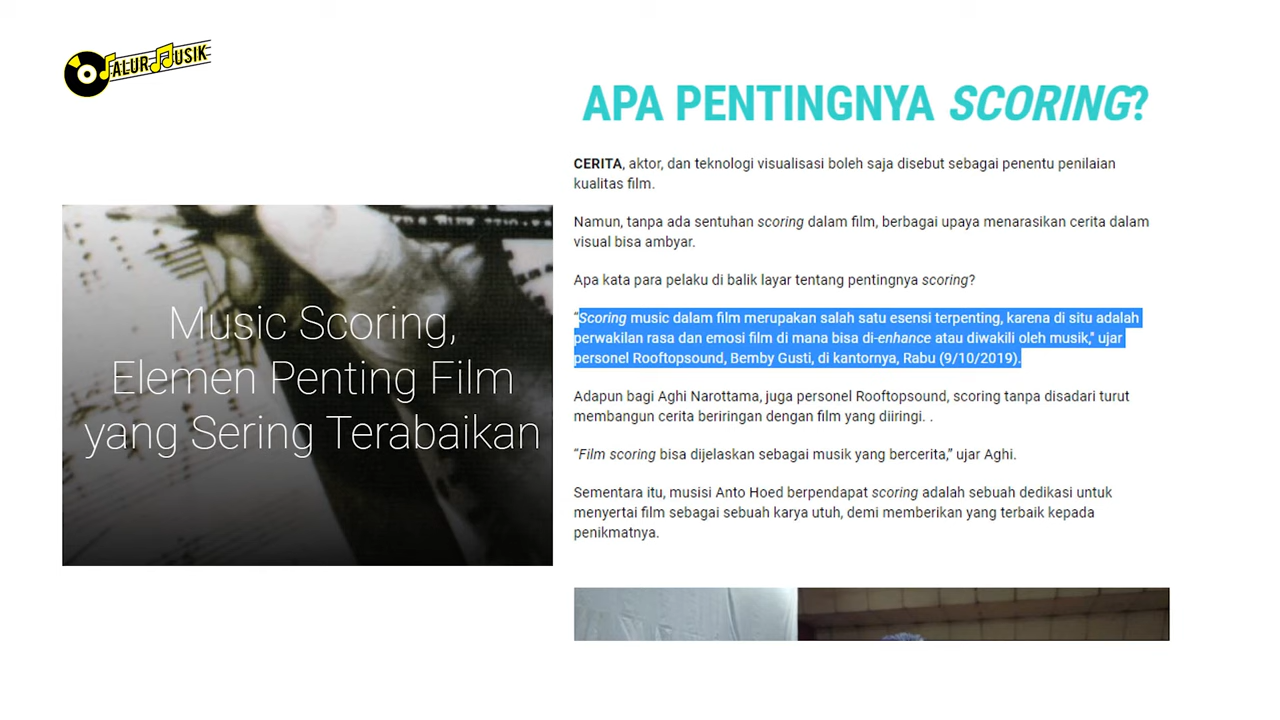 JALUR MUSIK
APA PENTINGNYA SCORING?
CERITA, aktor, dan teknologi visualisasi boleh saja disebut sebagai penentu penilaian
kualitas film.
Namun, tanpa ada sentuhan scoring dalam film, berbagai upaya menarasikan cerita dalam
visual bisa ambyar.
Apa kata para pelaku di balik layar tentang pentingnya scoring?
"Scoring music dalam film merupakan salah satu esensi terpenting, karena di situ adalah
perwakilan rasa dan emosi film di mana bisa di-enhance atau diwakili oleh musik," ujar
personel Rooftopsound, Bemby Gusti, di kantornya, Rabu (9/10/2019).
Adapun bagi Aghi Narottama, juga personel Rooftopsound, scoring tanpa disadari turut
membangun cerita beriringan dengan film yang diiringi. .
“Film scoring bisa dijelaskan sebagai musik yang bercerita,” ujar Aghi.
Sementara itu, musisi Anto Hoed berpendapat scoring adalah sebuah dedikasi untuk
menyertai film sebagai sebuah karya utuh, demi memberikan yang terbaik kepada
penikmatnya.
Music Scoring,
Elemen Penting Film
yang Sering Terabaikan